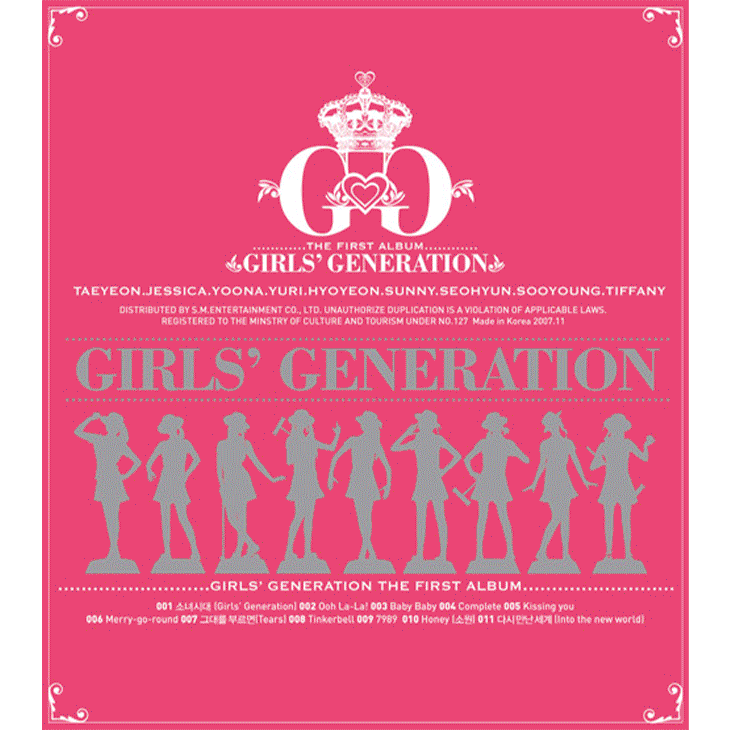 GG
............THE FIRST ALBUM............
GIRLS' GENERATION
TAEYEON.JESSICA.YOONA.YURI.HYOYEON.SUNNY.SEOHYUN.SOOYOUNG.TIFFANY
DISTRIBUTED BY S.M.ENTERTAINMENT CO., LTD. UNAUTHORIZE DUPLICATION IS A VIOLATION OF APPLICABLE LAWS.
REGISTERED TO THE MINSTRY OF CULTURE AND TOURISM UNDER NO.127 Made in Korea 2007.11
GIRLS' GENERATION
......................GIRLS' GENERATION THE FIRST ALBUM......................
001 소녀시대 (Girls' Generation) 002 Ooh La-La! 003 Baby Baby 004 Complete 005 Kissing you
006 Merry-go-round 007 그대를 부르면(Tears) 008 Tinkerbell 009 7989 010 Honey (소원) 011 다시 만난 세계 (Into the new world)